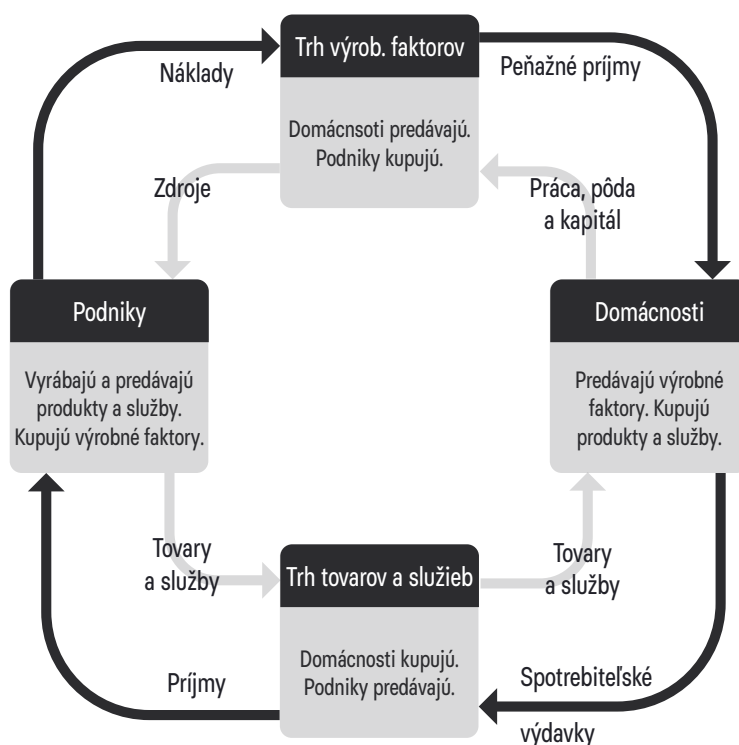 Trh výrob. faktorov
Náklady
Peňažné príjmy
Domácnsoti predávajú.
Podniky kupujú.
Zdroje
Práca, pôda
a kapitál
Podniky
Domácnosti
Vyrábajú a predávajú
produkty a služby.
Kupujú výrobné faktory.
Predávajú výrobné
faktory. Kupujú
produkty a služby.
Tovary
a služby
Trh tovarov a služieb
Tovary
a služby
Domácnosti kupujú.
Podniky predávajú.
Príjmy
Spotrebiteľské
výdavky